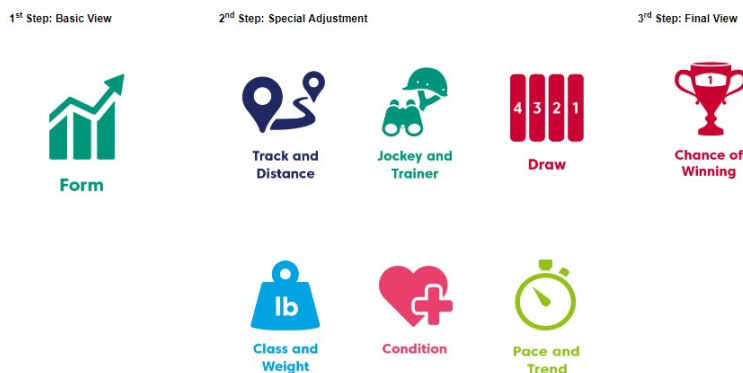 1st Step: Basic View
2nd Step: Special Adjustment
3rd Step: Final View
Form
Track and
Distance
Jockey and
Trainer
4 3 2 1
Draw
1
Chance of
Winning
lb
Class and
Weight
Condition
Pace and
Trend